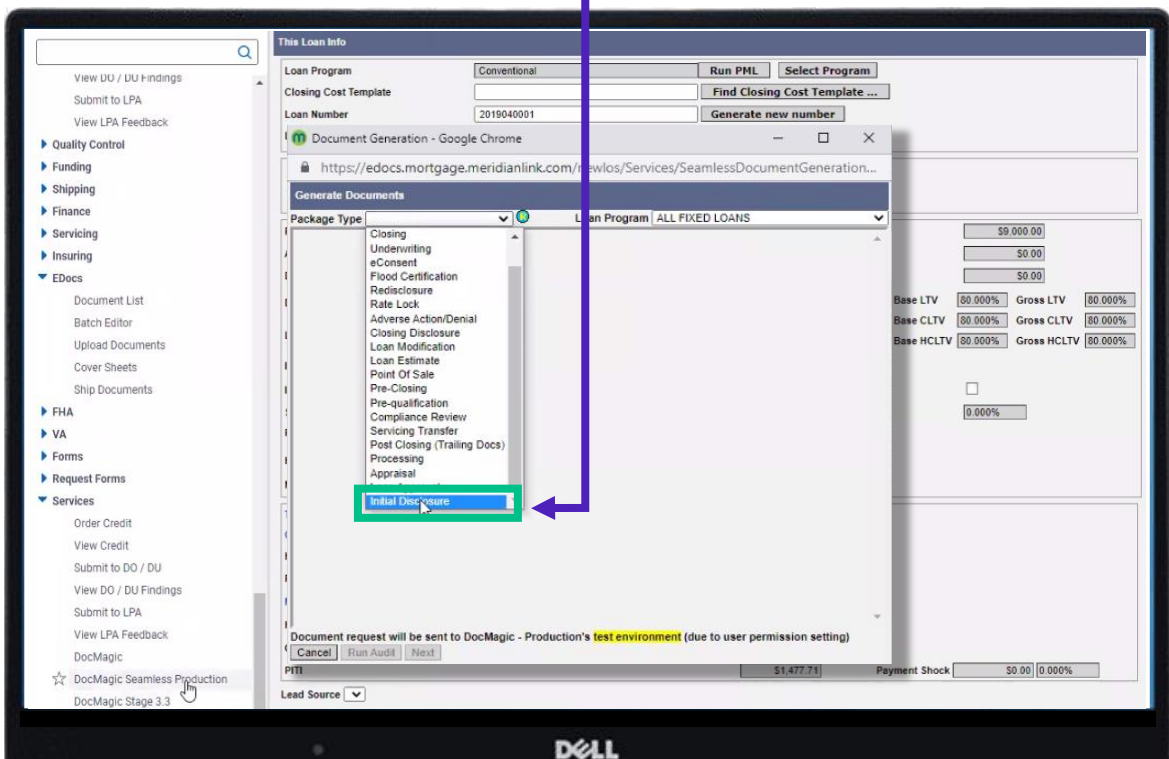 View DO / DU Findings
Submit to LPA
View LPA Feedback
Quality Control
Funding
Shipping
Finance
Servicing
Insuring
EDocs
Document List
Batch Editor
Upload Documents
Cover Sheets
Ship Documents
FHA
VA
Forms
Request Forms
Services
Order Credit
View Credit
Submit to DO / DU
View DO / DU Findings
Submit to LPA
View LPA Feedback
DocMagic
DocMagic Seamless Production
DocMagic Stage 3.3
This Loan Info
Loan Program Conventional Run PML Select Program
Closing Cost Template Find Closing Cost Template ...
Loan Number 2019040001 Generate new number
Document Generation - Google Chrome
https://edocs.mortgage.meridianlink.com/newlos/Services/SeamlessDocumentGeneration...
Generate Documents
Package Type Loan Program ALL FIXED LOANS
Closing
Underwriting
eConsent
Flood Certification
Redisclosure
Rate Lock
Adverse Action/Denial
Closing Disclosure
Loan Modification
Loan Estimate
Point Of Sale
Pre-Closing
Pre-qualification
Compliance Review
Servicing Transfer
Post Closing (Trailing Docs)
Processing
Appraisal
Initial Disclosure
Document request will be sent to DocMagic - Production's test environment (due to user permission setting)
Cancel Run Audit Next
$9,000.00
$0.00
$0.00
Base LTV 80.000% Gross LTV 80.000%
Base CLTV 80.000% Gross CLTV 80.000%
Base HCLTV 80.000% Gross HCLTV 80.000%
0.000%
PITI $1,477.71 Payment Shock $0.00 0.000%
Lead Source
DELL